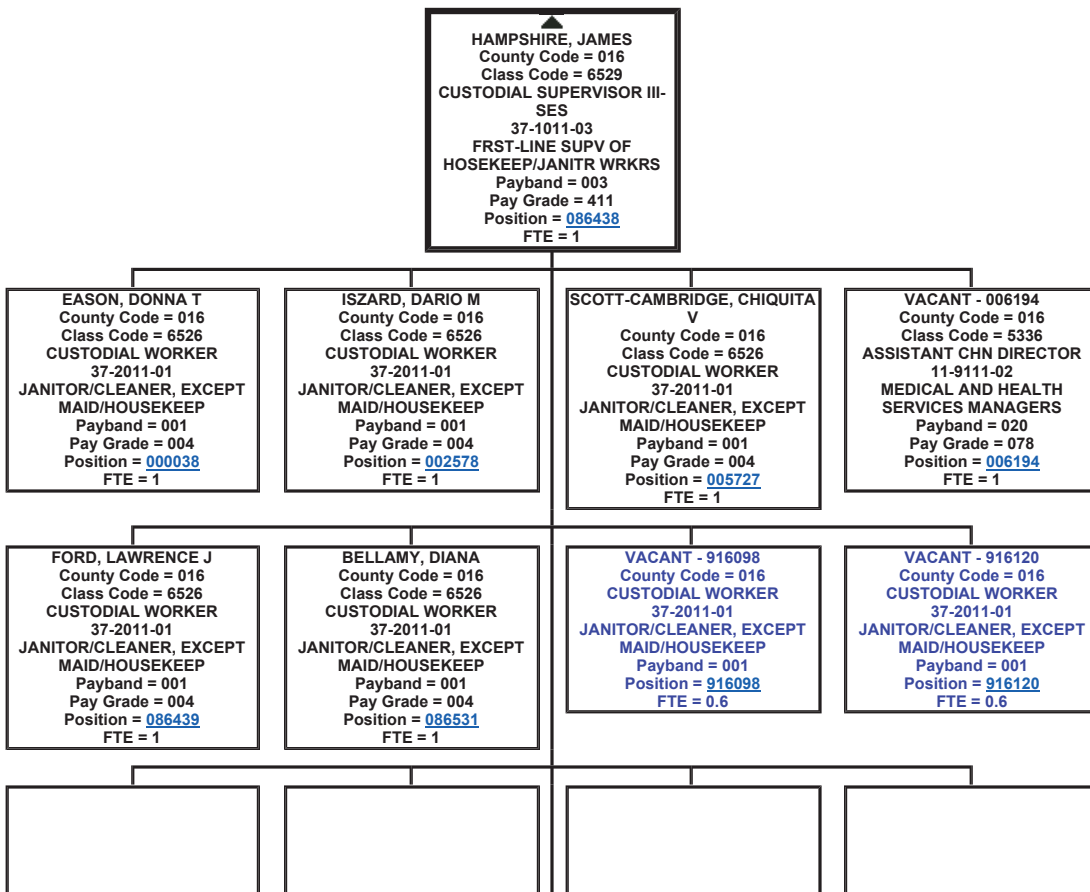 HAMPSHIRE, JAMES
County Code = 016
Class Code = 6529
CUSTODIAL SUPERVISOR III-
SES
37-1011-03
FRST-LINE SUPV OF
HOSEKEEP/JANITR WRKRS
Payband = 003
Pay Grade = 411
Position = 086438
FTE = 1
EASON, DONNA T
County Code = 016
Class Code = 6526
CUSTODIAL WORKER
37-2011-01
JANITOR/CLEANER, EXCEPT
MAID/HOUSEKEEP
Payband = 001
Pay Grade = 004
Position = 000038
FTE = 1
ISZARD, DARIO M
County Code = 016
Class Code = 6526
CUSTODIAL WORKER
37-2011-01
JANITOR/CLEANER, EXCEPT
MAID/HOUSEKEEP
Payband = 001
Pay Grade = 004
Position = 002578
FTE = 1
SCOTT-CAMBRIDGE, CHIQUITA
V
County Code = 016
Class Code = 6526
CUSTODIAL WORKER
37-2011-01
JANITOR/CLEANER, EXCEPT
MAID/HOUSEKEEP
Payband = 001
Pay Grade = 004
Position = 005727
FTE = 1
VACANT - 006194
County Code = 016
Class Code = 5336
ASSISTANT CHN DIRECTOR
11-9111-02
MEDICAL AND HEALTH
SERVICES MANAGERS
Payband = 020
Pay Grade = 078
Position = 006194
FTE = 1
FORD, LAWRENCE J
County Code = 016
Class Code = 6526
CUSTODIAL WORKER
37-2011-01
JANITOR/CLEANER, EXCEPT
MAID/HOUSEKEEP
Payband = 001
Pay Grade = 004
Position = 086439
FTE = 1
BELLAMY, DIANA
County Code = 016
Class Code = 6526
CUSTODIAL WORKER
37-2011-01
JANITOR/CLEANER, EXCEPT
MAID/HOUSEKEEP
Payband = 001
Pay Grade = 004
Position = 086531
FTE = 1
VACANT - 916098
County Code = 016
CUSTODIAL WORKER
37-2011-01
JANITOR/CLEANER, EXCEPT
MAID/HOUSEKEEP
Payband = 001
Position = 916098
FTE = 0.6
VACANT - 916120
County Code = 016
CUSTODIAL WORKER
37-2011-01
JANITOR/CLEANER, EXCEPT
MAID/HOUSEKEEP
Payband = 001
Position = 916120
FTE = 0.6